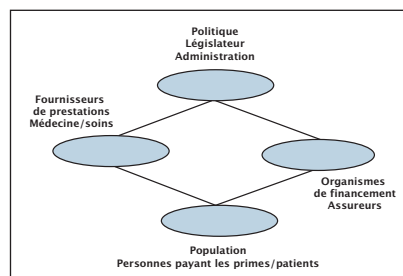 Politique
Législateur
Administration
Fournisseurs
de prestations
Médecine/soins
Organismes
de financement
Assureurs
Population
Personnes payant les primes/patients